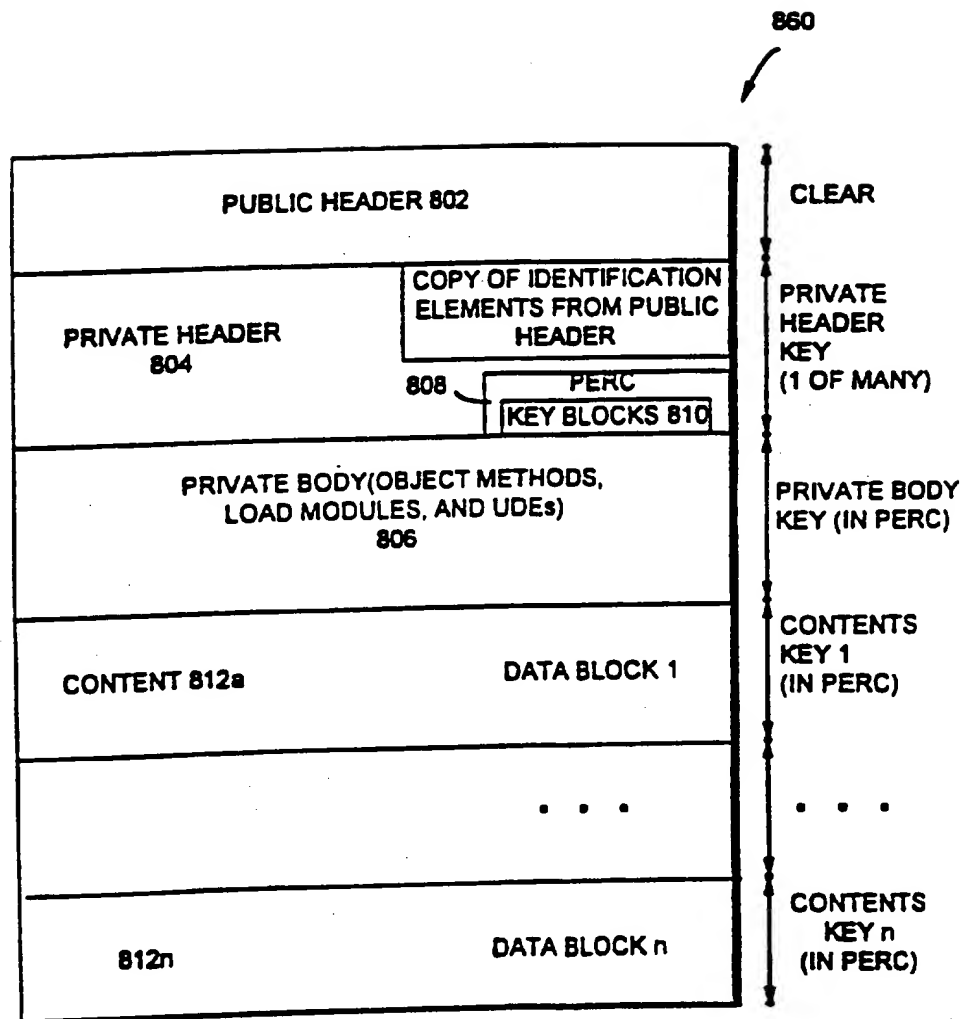 860
PUBLIC HEADER 802
CLEAR
COPY OF IDENTIFICATION
ELEMENTS FROM PUBLIC
HEADER
PRIVATE HEADER
804
808
PERC
KEY BLOCKS 810
PRIVATE
HEADER
KEY
(1 OF MANY)
PRIVATE BODY(OBJECT METHODS,
LOAD MODULES, AND UDEs)
806
PRIVATE BODY
KEY (IN PERC)
CONTENT 812a
DATA BLOCK 1
CONTENTS
KEY 1
(IN PERC)
. . .
. . .
812n
DATA BLOCK n
CONTENTS
KEY n
(IN PERC)